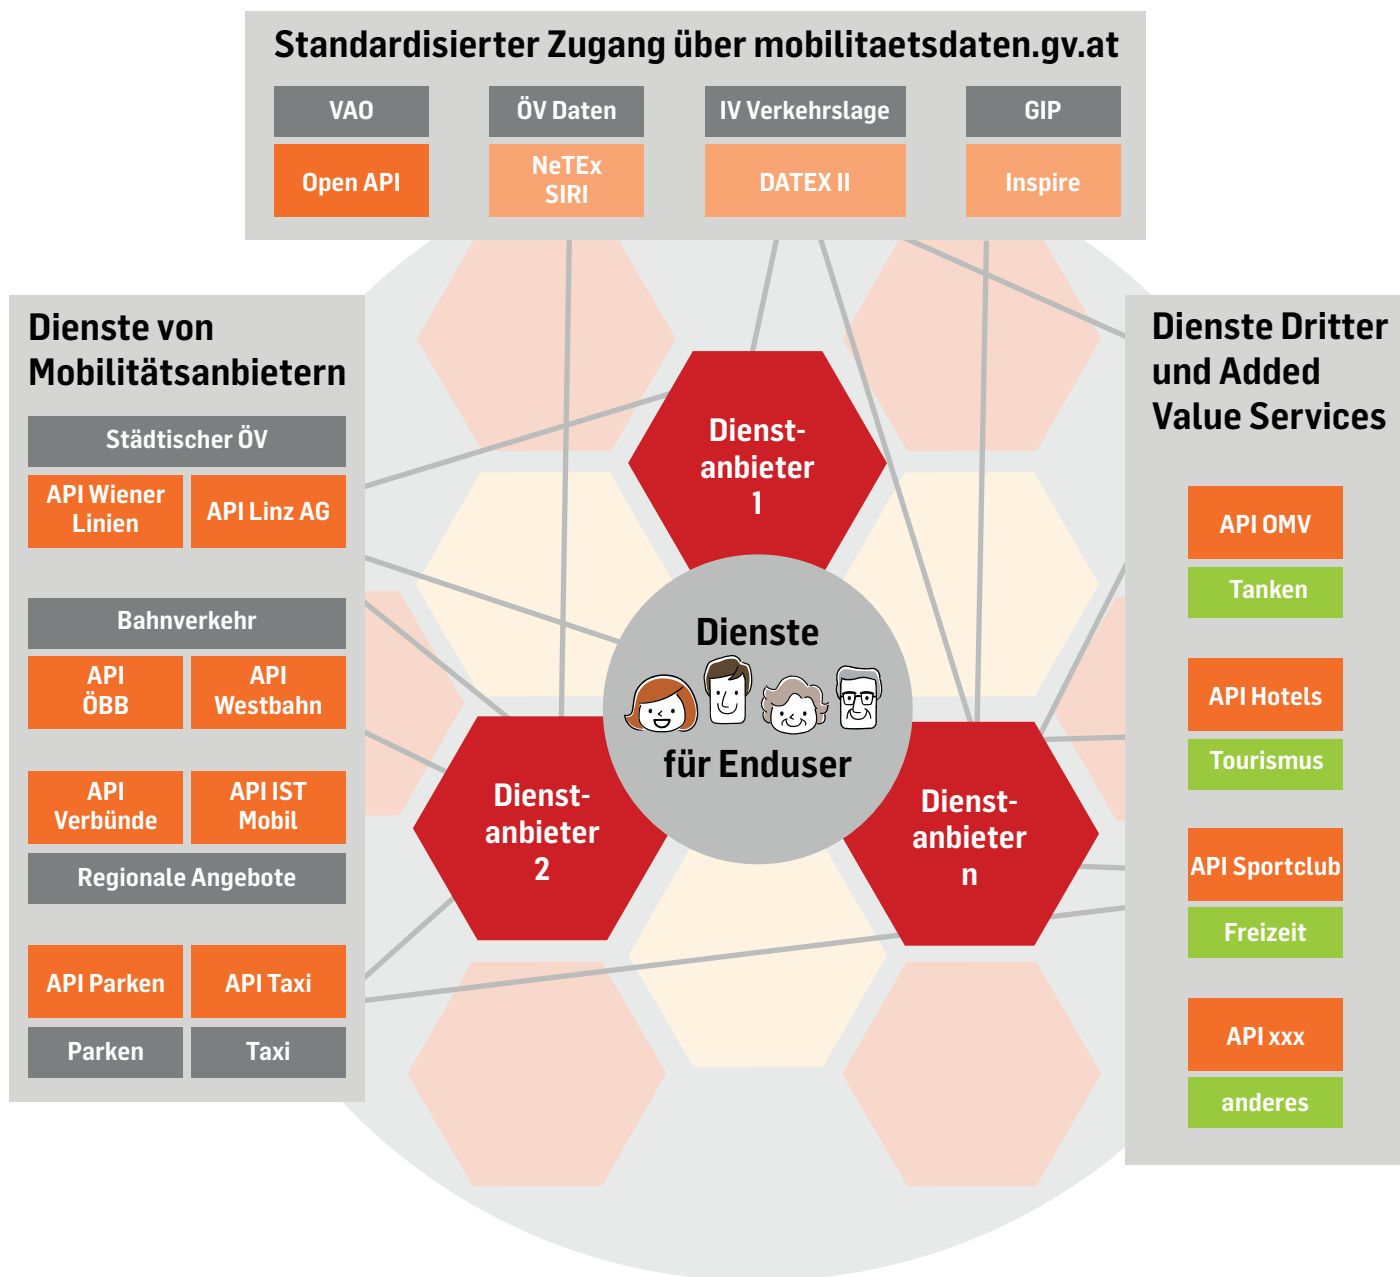 Standardisierter Zugang über mobilitaetsdaten.gv.at
VAO
ÖV Daten
IV Verkehrslage
GIP
Open API
NeTEx
SIRI
DATEX II
Inspire
Dienste von
Mobilitätsanbietern
Städtischer ÖV
API Wiener
Linien
API Linz AG
Bahnverkehr
API
ÖBB
API
Westbahn
API
Verbünde
API IST
Mobil
Regionale Angebote
API Parken
API Taxi
Parken
Taxi
Dienst-
anbieter
1
Dienste
für Enduser
Dienst-
anbieter
2
Dienst-
anbieter
n
Dienste Dritter
und Added
Value Services
API OMV
Tanken
API Hotels
Tourismus
API Sportclub
Freizeit
API xxx
anderes